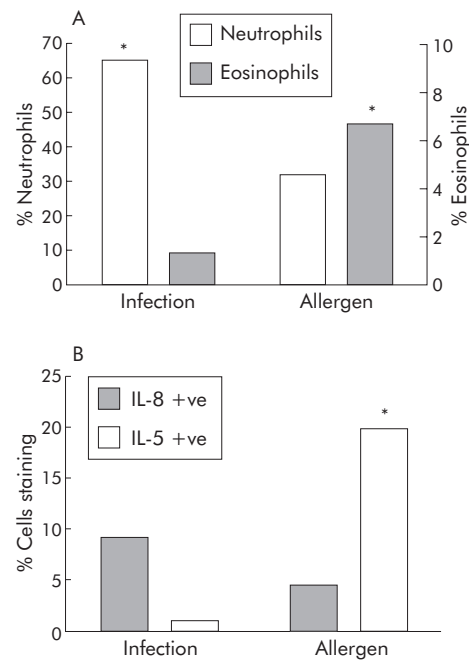 A
Neutrophils
Eosinophils
*
*
% Neutrophils
70
60
50
40
30
20
10
0
% Eosinophils
10
8
6
4
2
0
Infection
Allergen
B
IL-8 +ve
IL-5 +ve
*
% Cells staining
25
20
15
10
5
0
Infection
Allergen